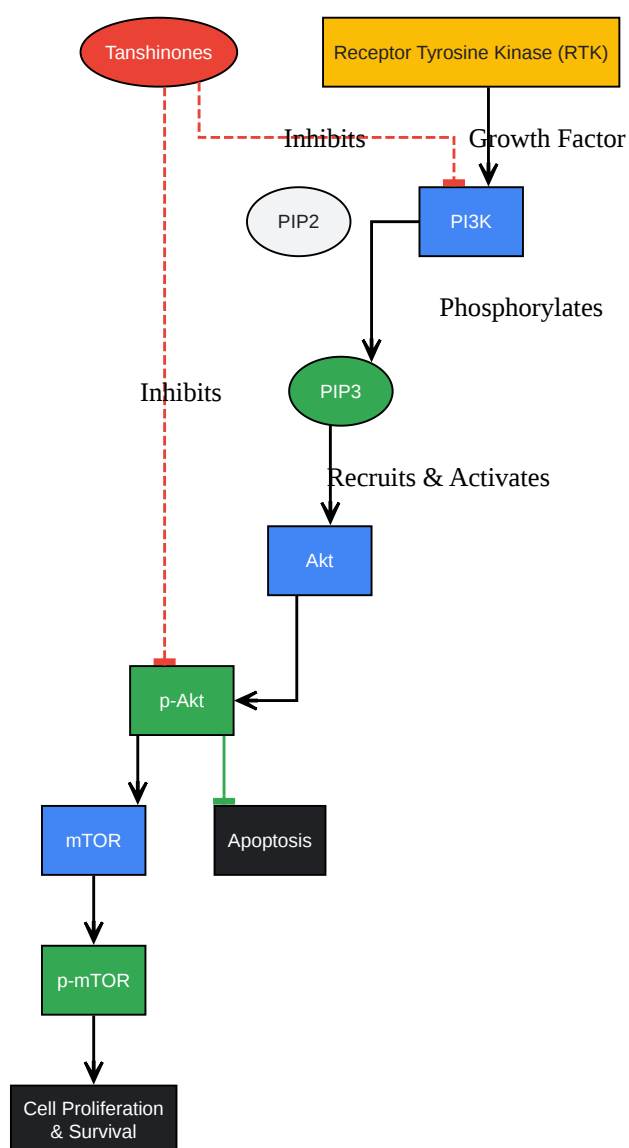 Tanshinones
Receptor Tyrosine Kinase (RTK)
Inhibits
Growth Factor
PIP2
PI3K
Phosphorylates
PIP3
Inhibits
Recruits & Activates
Akt
p-Akt
mTOR
Apoptosis
p-mTOR
Cell Proliferation
& Survival